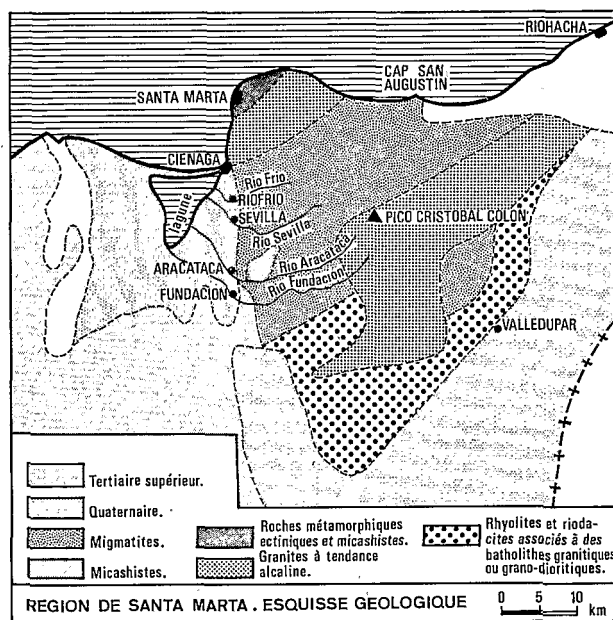 RIOHACHA
CAP SAN
AUGUSTIN
SANTA MARTA
CIENAGA
Rio Frio
RIOFRIO
lagune
SEVILLA
PICO CRISTOBAL COLON
Rio Sevilla
Rio Aracataca
ARACATACA
Rio Fundacion
FUNDACION
VALLEDUPAR
Tertiaire supérieur.
Quaternaire.
Migmatites.
Micashistes.
Roches métamorphiques
ectiniques et micashistes.
Granites à tendance
alcaline.
Rhyolites et rioda-
cites associés à des
batholithes granitiques
ou grano-dioritiques.
REGION DE SANTA MARTA. ESQUISSE GEOLOGIQUE
0 5 10
km